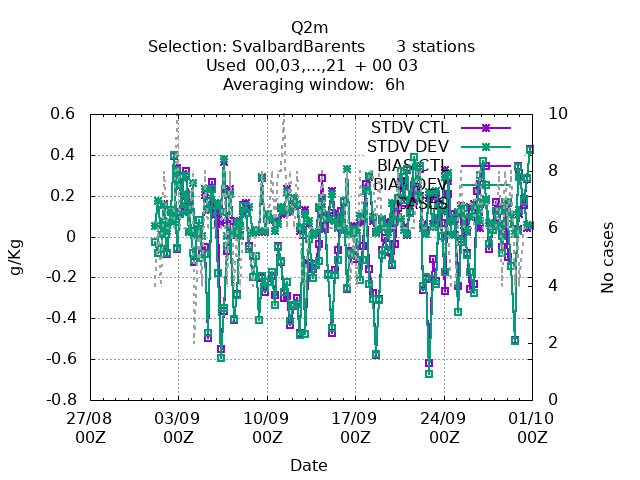 Q2m
Selection: SvalbardBarents 3 stations
Used 00,03,...,21 + 00 03
Averaging window: 6h
STDV CTL
STDV DEV
BIAS CTL
BIAS DEV
CASES
0.6
0.4
0.2
0
-0.2
-0.4
-0.6
-0.8
10
8
6
4
2
0
g/Kg
No cases
27/08 03/09 10/09 17/09 24/09 01/10
00Z 00Z 00Z 00Z 00Z 00Z
Date